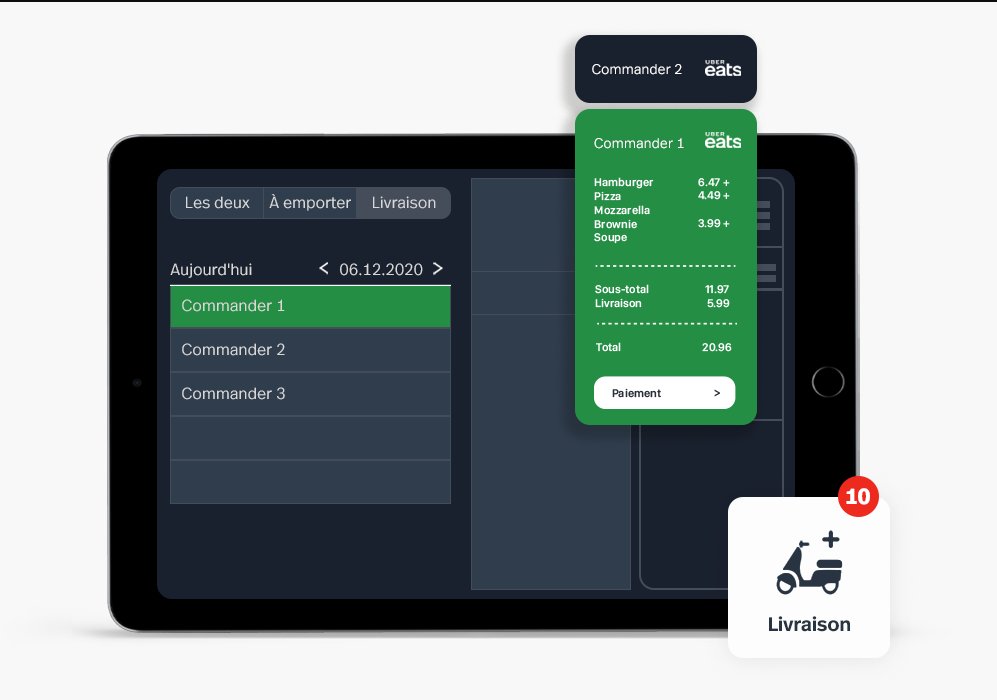 Commander 2
UBER
eats
Commander 1
UBER
eats
Hamburger 6.47 +
Pizza 4.49 +
Mozzarella
Brownie 3.99 +
Soupe
Sous-total 11.97
Livraison 5.99
Total 20.96
Paiement >
Les deux À emporter Livraison
Aujourd'hui < 06.12.2020 >
Commander 1
Commander 2
Commander 3
10
Livraison